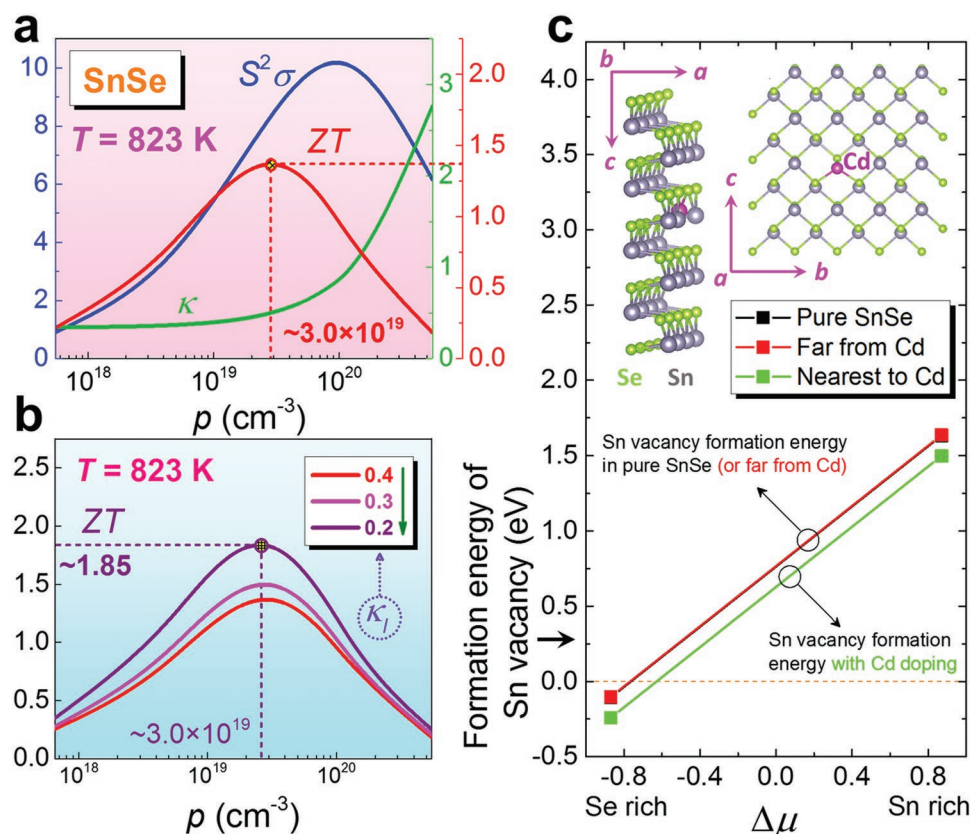 a
SnSe
T = 823 K
S²σ
ZT
κ
~3.0×10¹⁹
10
8
6
4
2
0
3
2
1
0
2.0
1.5
1.0
0.5
0.0
10¹⁸
10¹⁹
10²⁰
p (cm⁻³)
b
T = 823 K
ZT
~1.85
0.4
0.3
0.2
κₗ
~3.0×10¹⁹
2.5
2.0
1.5
1.0
0.5
0.0
10¹⁸
10¹⁹
10²⁰
p (cm⁻³)
c
b
a
c
Cd
c
a
b
Se
Sn
Pure SnSe
Far from Cd
Nearest to Cd
Sn vacancy formation energy
in pure SnSe (or far from Cd)
Sn vacancy formation
energy with Cd doping
Formation energy of
Sn vacancy (eV)
4.0
3.5
3.0
2.5
2.0
1.5
1.0
0.5
0.0
-0.5
-0.8
-0.4
0.0
0.4
0.8
Se rich
Δμ
Sn rich